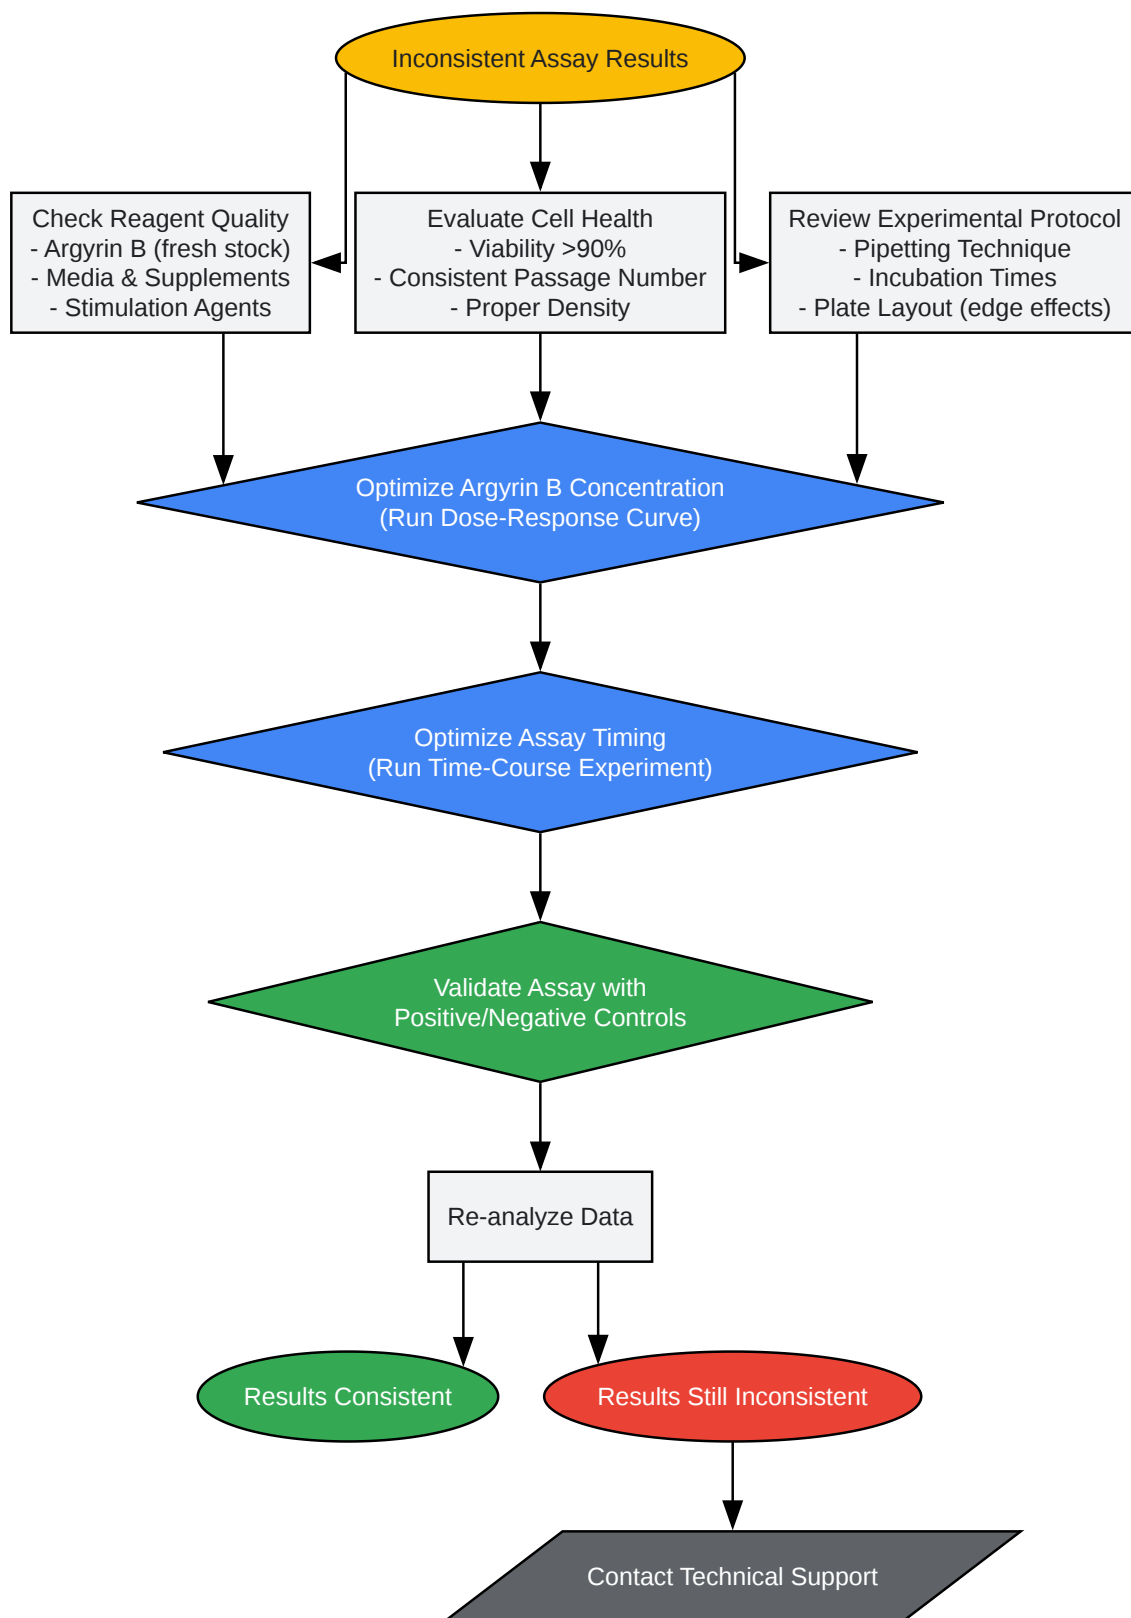 Inconsistent Assay Results
Check Reagent Quality
- Argyrin B (fresh stock)
- Media & Supplements
- Stimulation Agents
Evaluate Cell Health
- Viability >90%
- Consistent Passage Number
- Proper Density
Review Experimental Protocol
- Pipetting Technique
- Incubation Times
- Plate Layout (edge effects)
Optimize Argyrin B Concentration
(Run Dose-Response Curve)
Optimize Assay Timing
(Run Time-Course Experiment)
Validate Assay with
Positive/Negative Controls
Re-analyze Data
Results Consistent
Results Still Inconsistent
Contact Technical Support